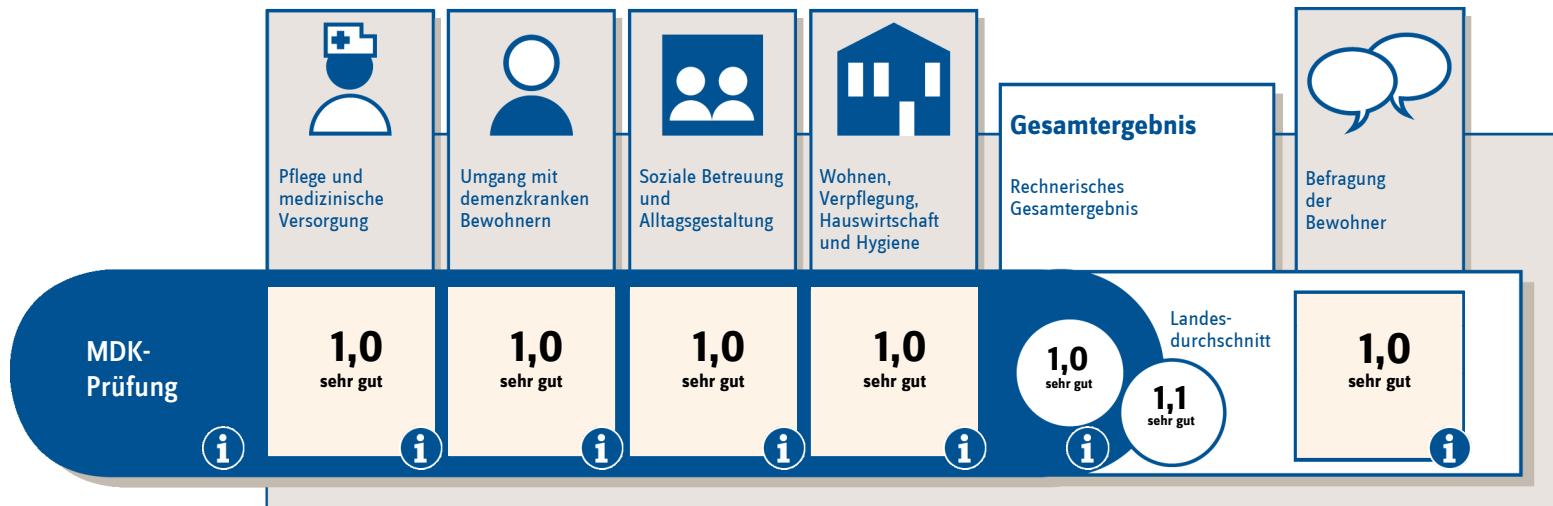 Pflege und
medizinische
Versorgung
Umgang mit
demenzkranken
Bewohnern
Soziale Betreuung
und
Alltagsgestaltung
Wohnen,
Verpflegung,
Hauswirtschaft
und Hygiene
Gesamtergebnis
Rechnerisches
Gesamtergebnis
Befragung
der
Bewohner
MDK-
Prüfung
i
1,0
sehr gut
i
1,0
sehr gut
i
1,0
sehr gut
i
1,0
sehr gut
i
1,0
sehr gut
i
Landes-
durchschnitt
1,1
sehr gut
1,0
sehr gut
i